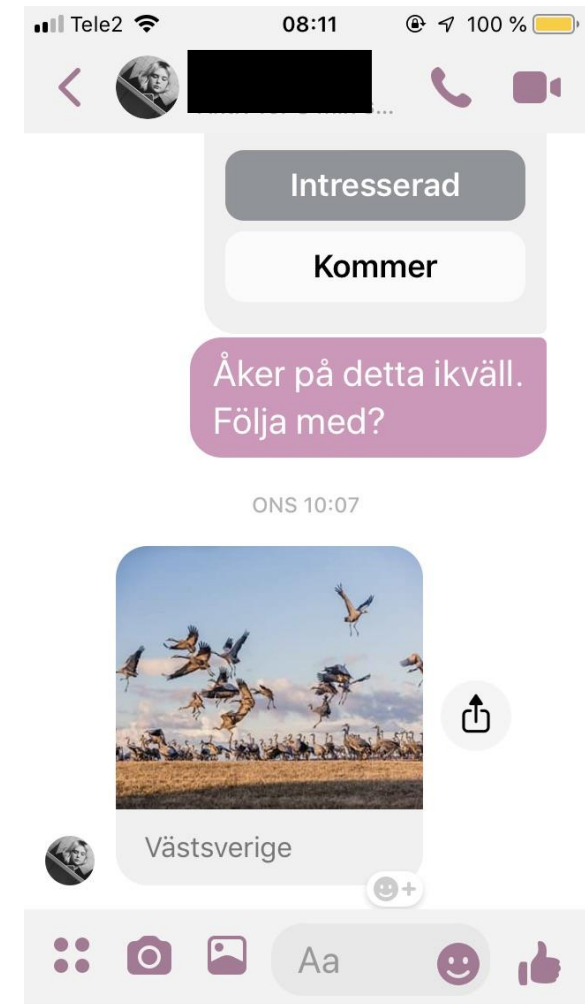 Tele2 08:11 100 %
Intresserad
Kommer
Åker på detta ikväll.
Följa med?
ONS 10:07
Västsverige
Aa